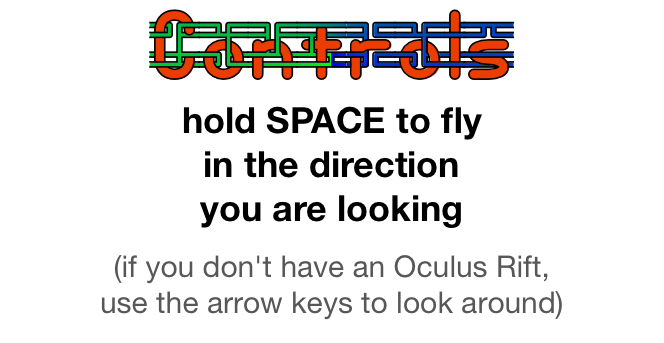 Controls
hold SPACE to fly
in the direction
you are looking
(if you don't have an Oculus Rift,
use the arrow keys to look around)